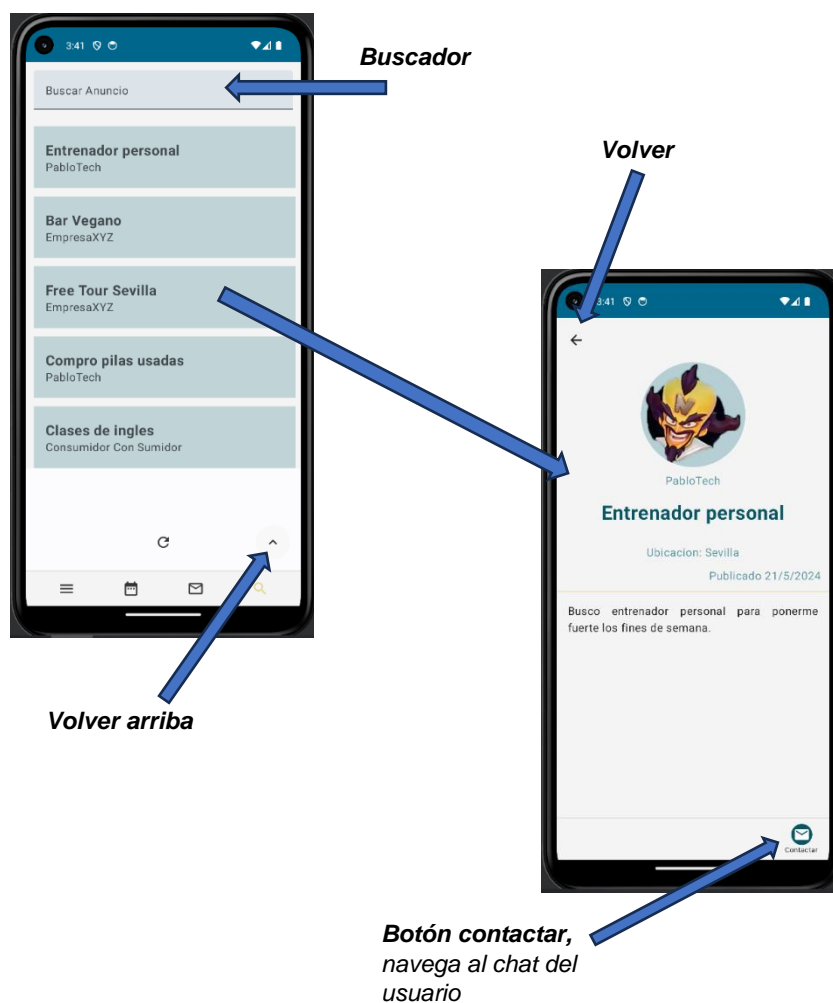 3:41
Buscador
Buscar Anuncio
Entrenador personal
PabloTech
Bar Vegano
EmpresaXYZ
Free Tour Sevilla
EmpresaXYZ
Compro pilas usadas
PabloTech
Clases de ingles
Consumidor Con Sumidor
Volver arriba
Volver
3:41
N
PabloTech
Entrenador personal
Ubicacion: Sevilla
Publicado 21/5/2024
Busco entrenador personal para ponerme
fuerte los fines de semana.
Contactar
Botón contactar,
navega al chat del
usuario